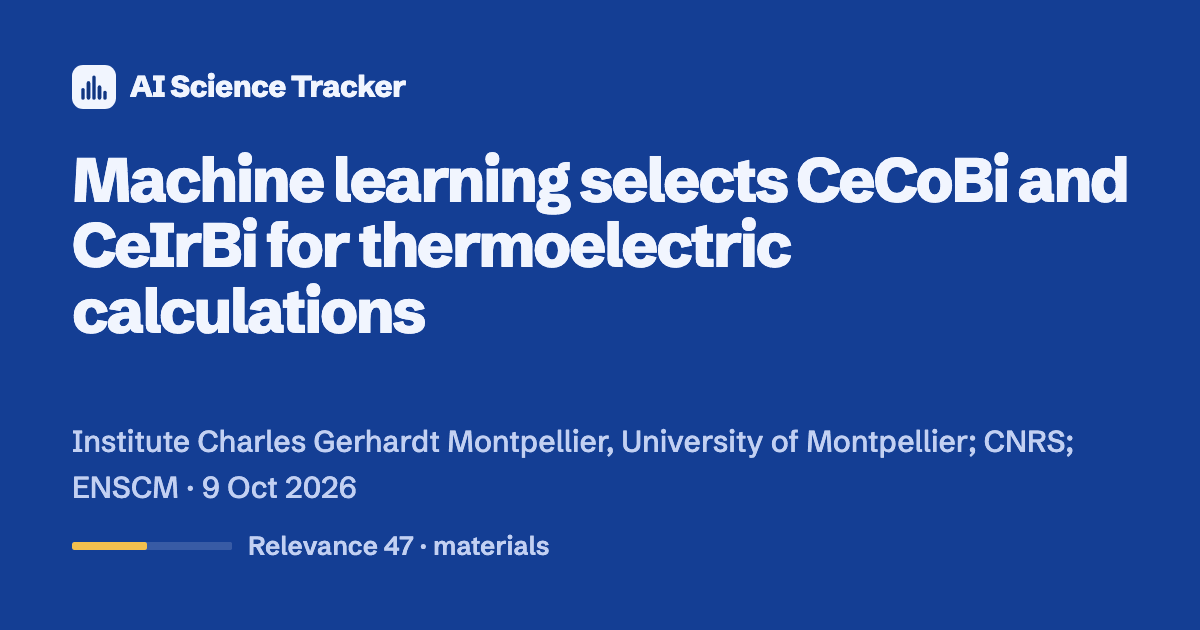 AI Science Tracker
Machine learning selects CeCoBi and
CeIrBi for thermoelectric
calculations
Institute Charles Gerhardt Montpellier, University of Montpellier; CNRS;
ENSCM · 9 Oct 2026
Relevance 47 · materials